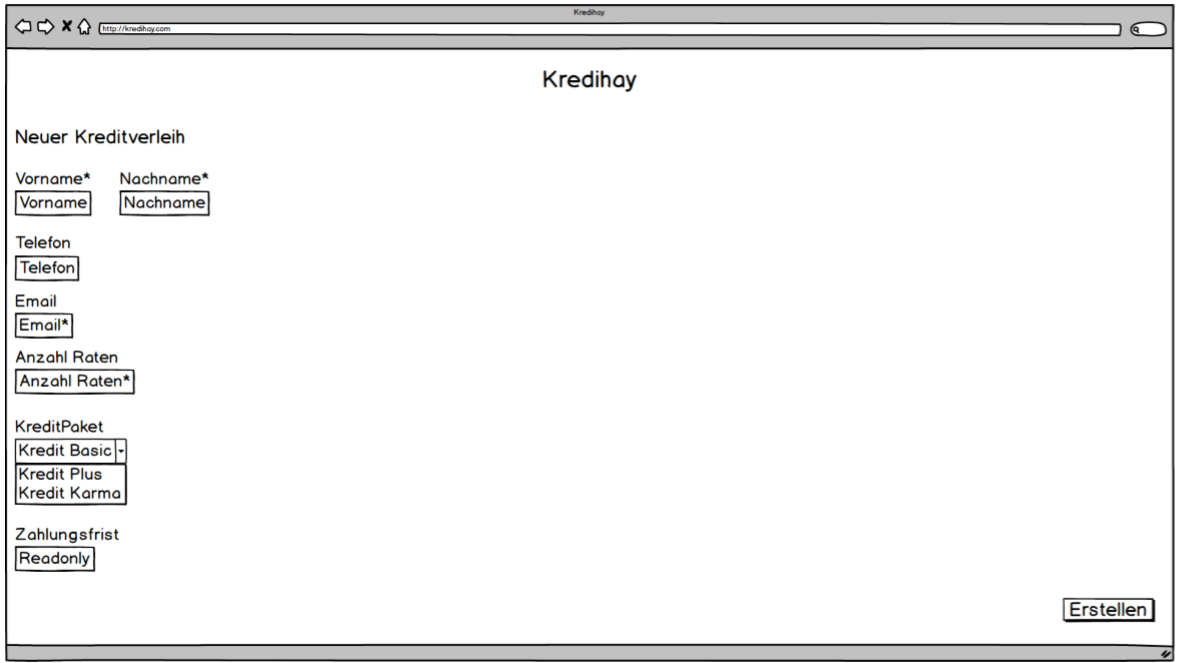 Kredihay
http://kredihay.com
Kredihay
Neuer Kreditverleih
Vorname* Nachname*
Vorname Nachname
Telefon
Telefon
Email
Email*
Anzahl Raten
Anzahl Raten*
KreditPaket
Kredit Basic
Kredit Plus
Kredit Karma
Zahlungsfrist
Readonly
Erstellen